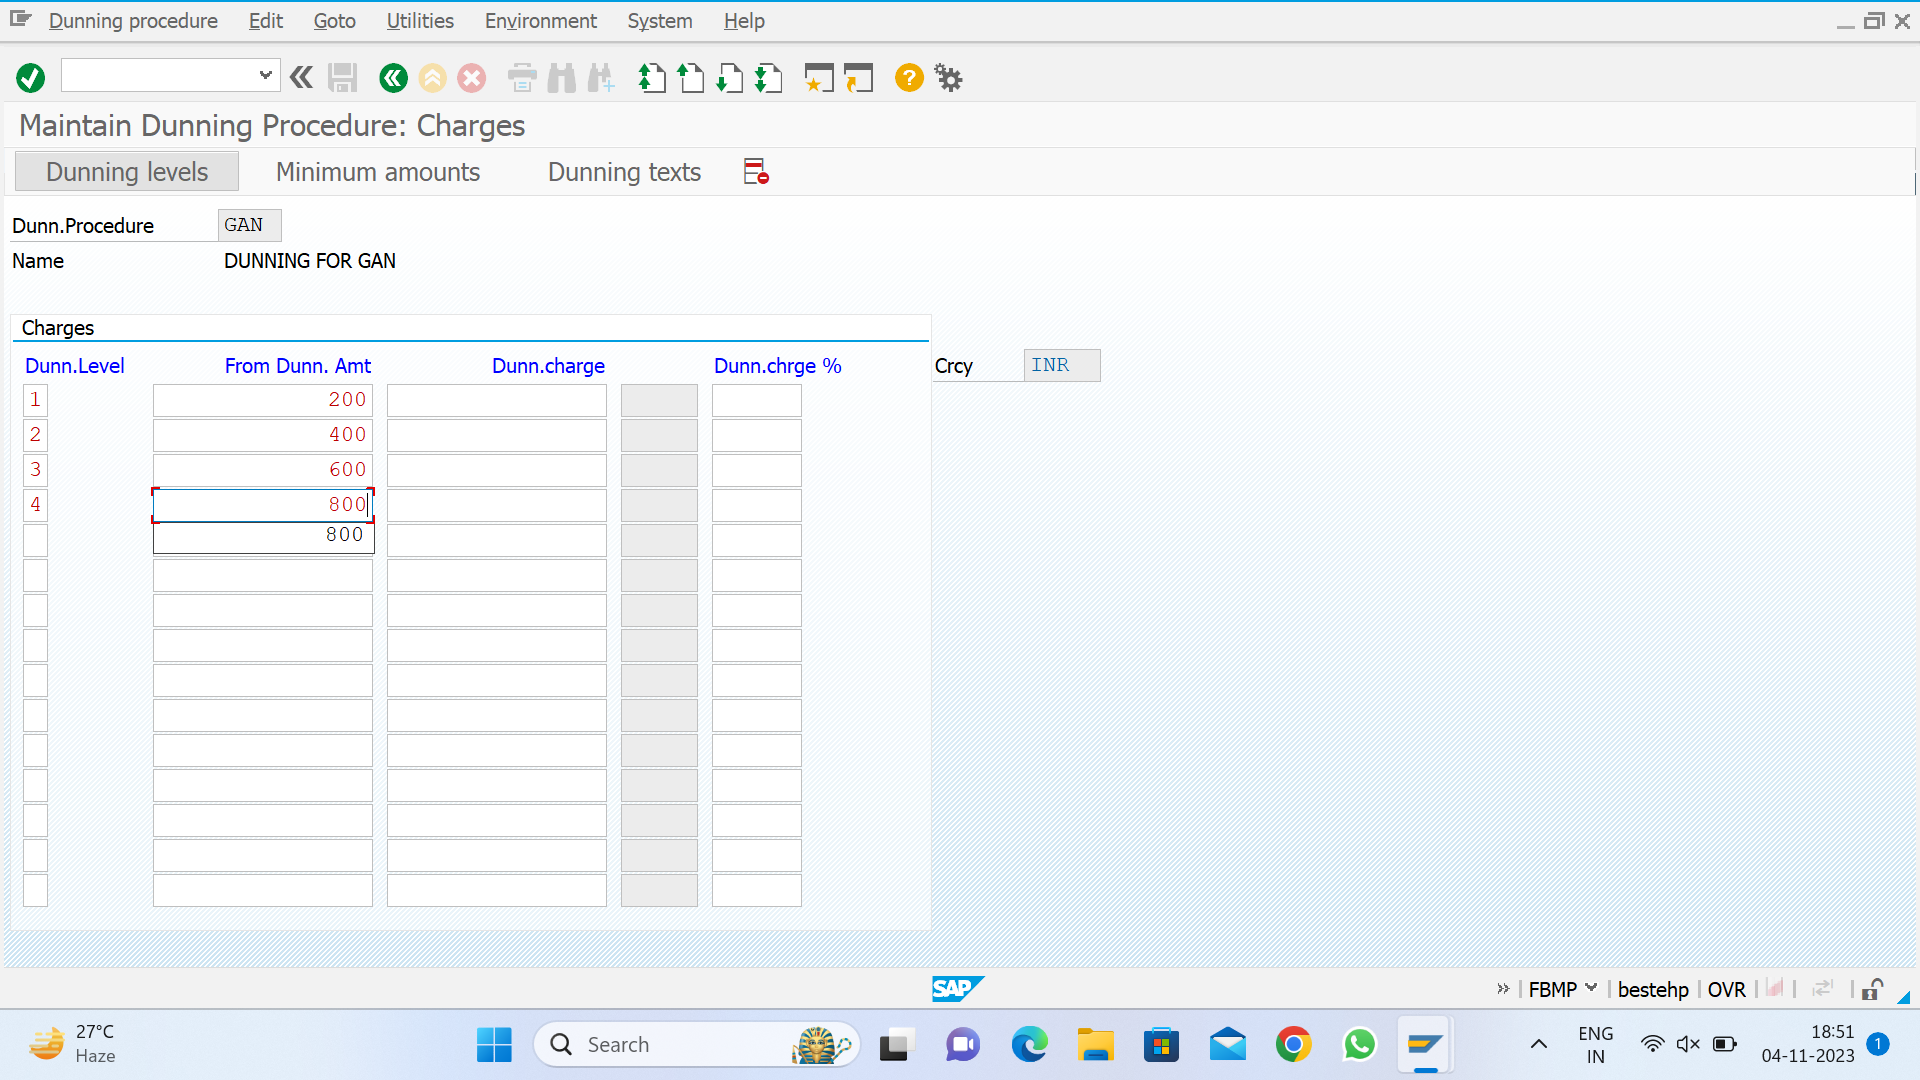 Dunning procedure Edit Goto Utilities Environment System Help
Maintain Dunning Procedure: Charges
Dunning levels Minimum amounts Dunning texts
Dunn.Procedure GAN
Name DUNNING FOR GAN
Charges
Dunn.Level From Dunn. Amt Dunn.charge Dunn.chrge % Crcy INR
1 200
2 400
3 600
4 800
800
SAP
FBMP bestehp OVR
27°C
Haze
Search
ENG
IN
18:51
04-11-2023
1